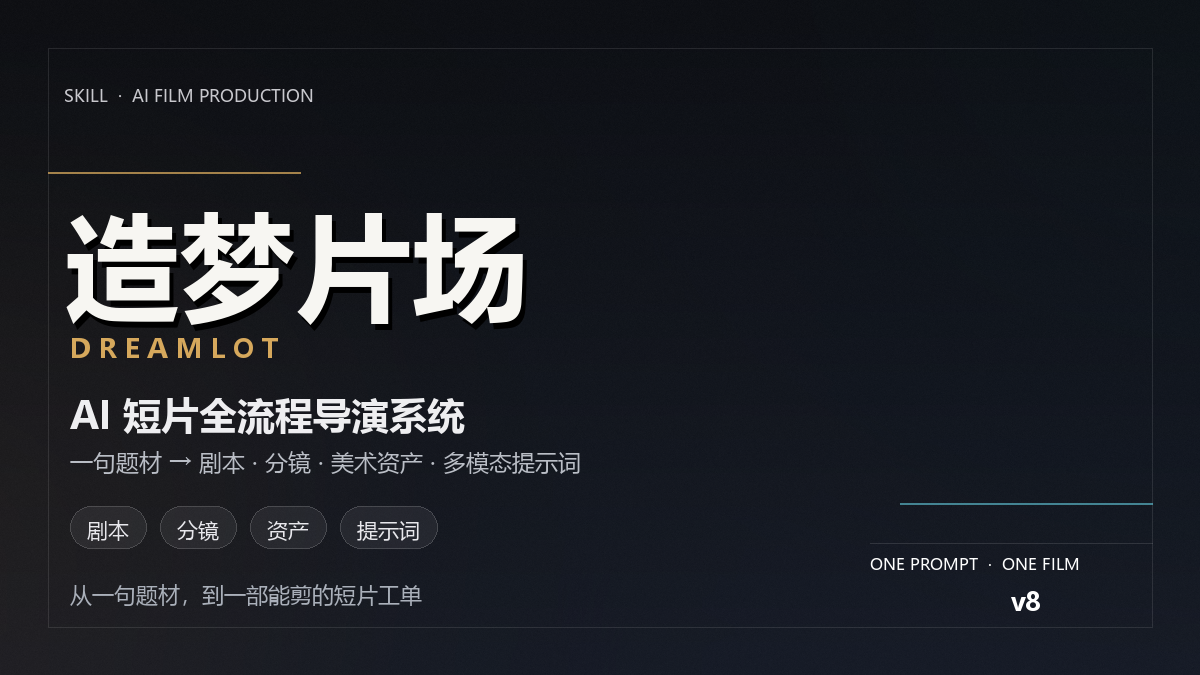 SKILL · AI FILM PRODUCTION
造梦片场
DREAMLOT
AI 短片全流程导演系统
一句题材 → 剧本 · 分镜 · 美术资产 · 多模态提示词
剧本 分镜 资产 提示词
从一句题材，到一部能剪的短片工单
ONE PROMPT · ONE FILM
v8